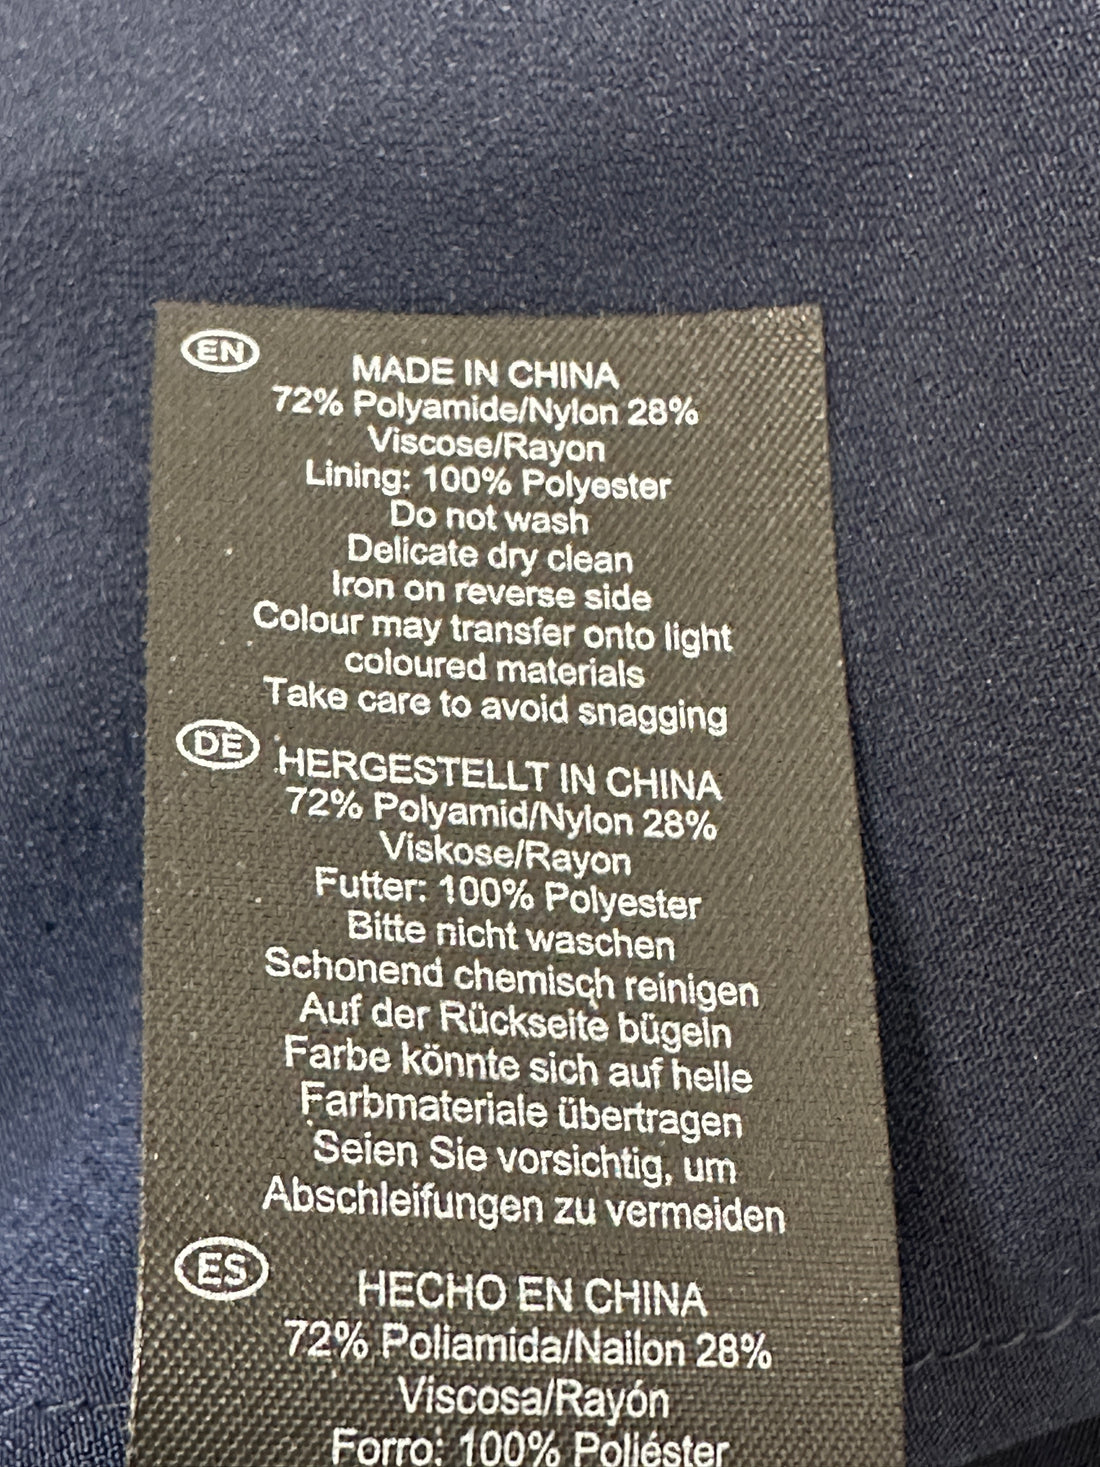 EN
MADE IN CHINA
72% Polyamide/Nylon 28%
Viscose/Rayon
Lining: 100% Polyester
Do not wash
Delicate dry clean
Iron on reverse side
Colour may transfer onto light
coloured materials
Take care to avoid snagging
DE
HERGESTELLT IN CHINA
72% Polyamid/Nylon 28%
Viskose/Rayon
Futter: 100% Polyester
Bitte nicht waschen
Schonend chemisch reinigen
Auf der Rückseite bügeln
Farbe könnte sich auf helle
Farbmateriale übertragen
Seien Sie vorsichtig, um
Abschleifungen zu vermeiden
ES
HECHO EN CHINA
72% Poliamida/Nailon 28%
Viscosa/Rayón
Forro: 100% Poliéster